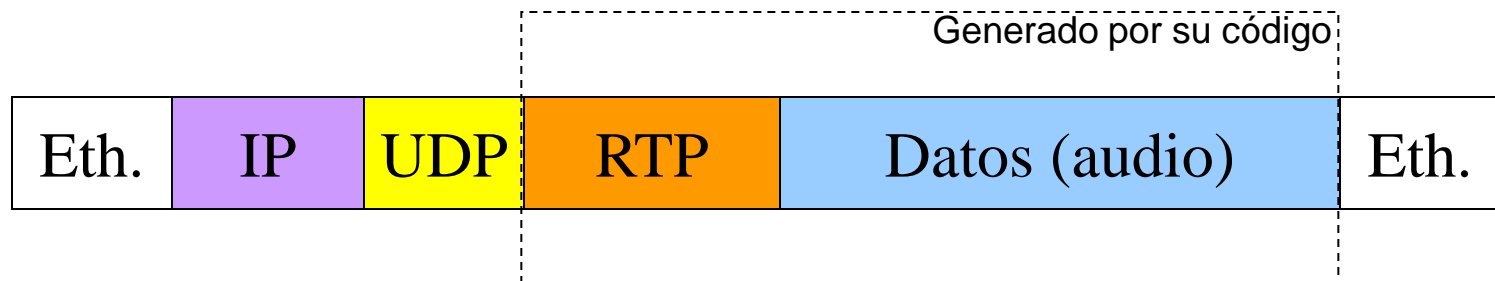 Generado por su código
Eth. IP UDP RTP Datos (audio) Eth.